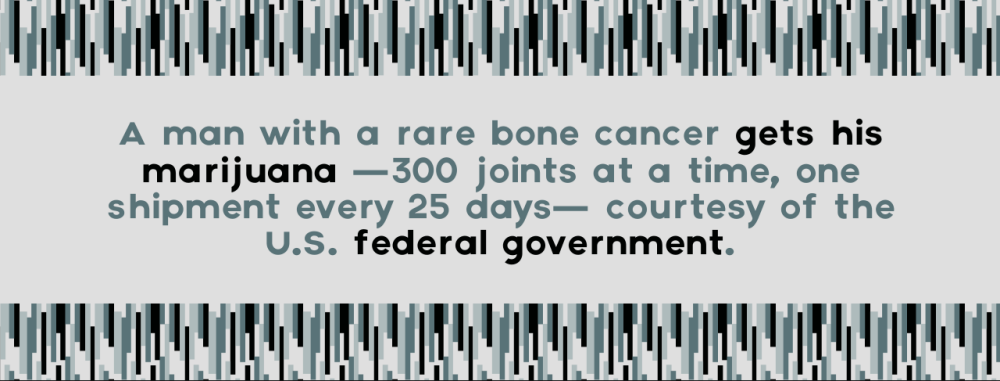 A man with a rare bone cancer gets his
marijuana —300 joints at a time, one
shipment every 25 days— courtesy of the
U.S. federal government.